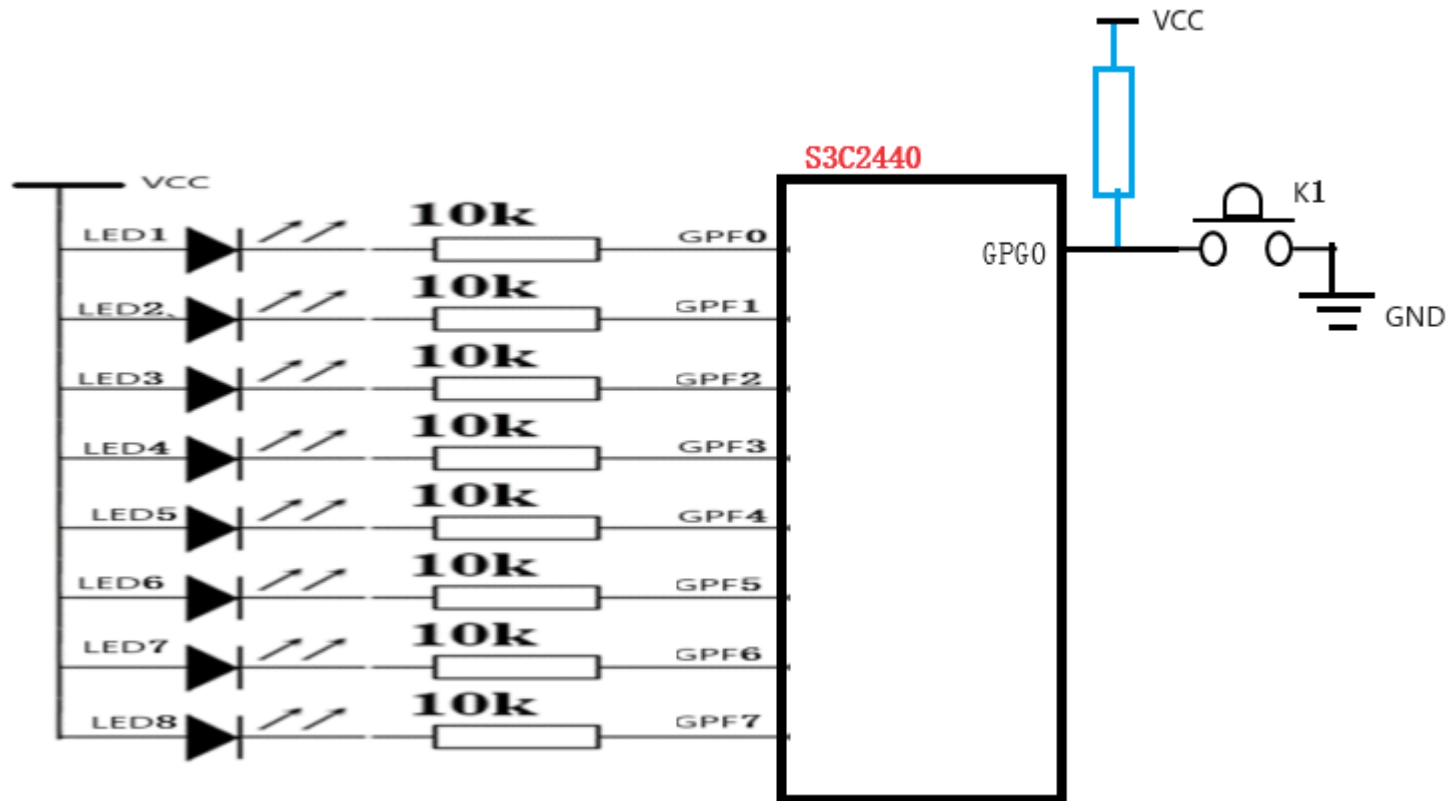 VCC
S3C2440
VCC
K1
LED1
10k
GPF0
GPG0
LED2、
10k
GPF1
GND
LED3
10k
GPF2
LED4
10k
GPF3
LED5
10k
GPF4
LED6
10k
GPF5
LED7
10k
GPF6
LED8
10k
GPF7